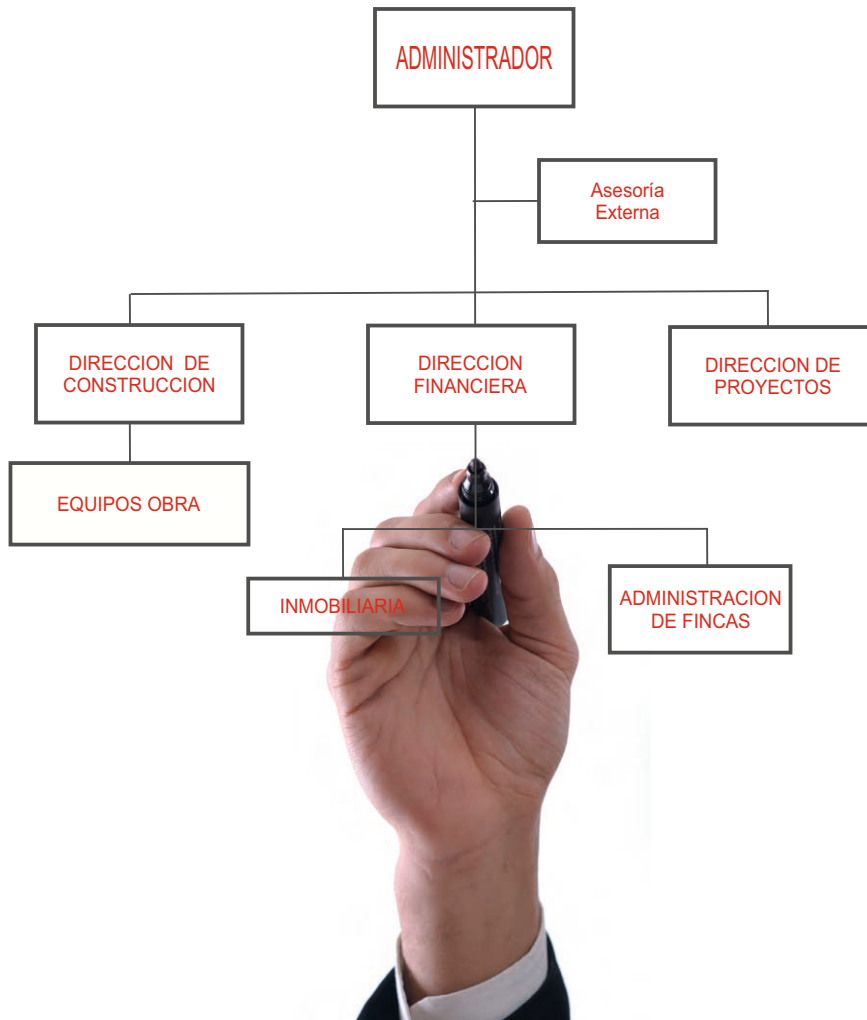 ADMINISTRADOR
Asesoría
Externa
DIRECCION DE
CONSTRUCCION
DIRECCION
FINANCIERA
DIRECCION DE
PROYECTOS
EQUIPOS OBRA
INMOBILIARIA
ADMINISTRACION
DE FINCAS